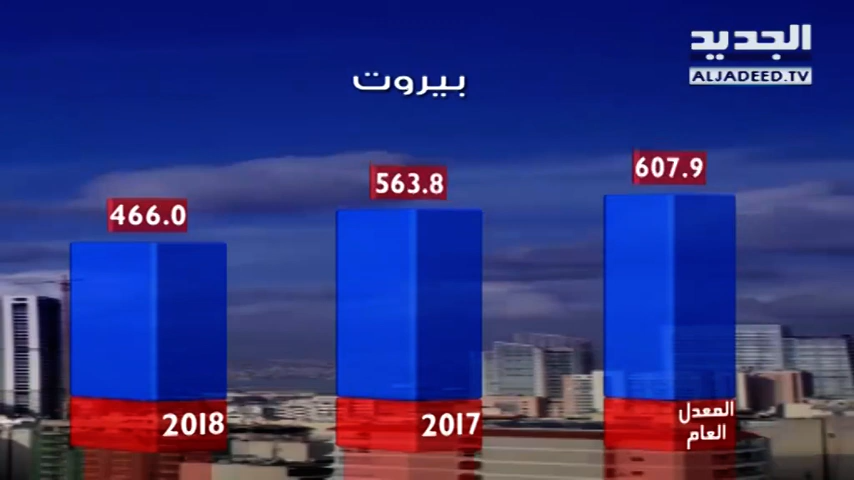 الجديد
ALJADEED.TV
بيروت
607.9
563.8
466.0
المعدل
العام
2017
2018